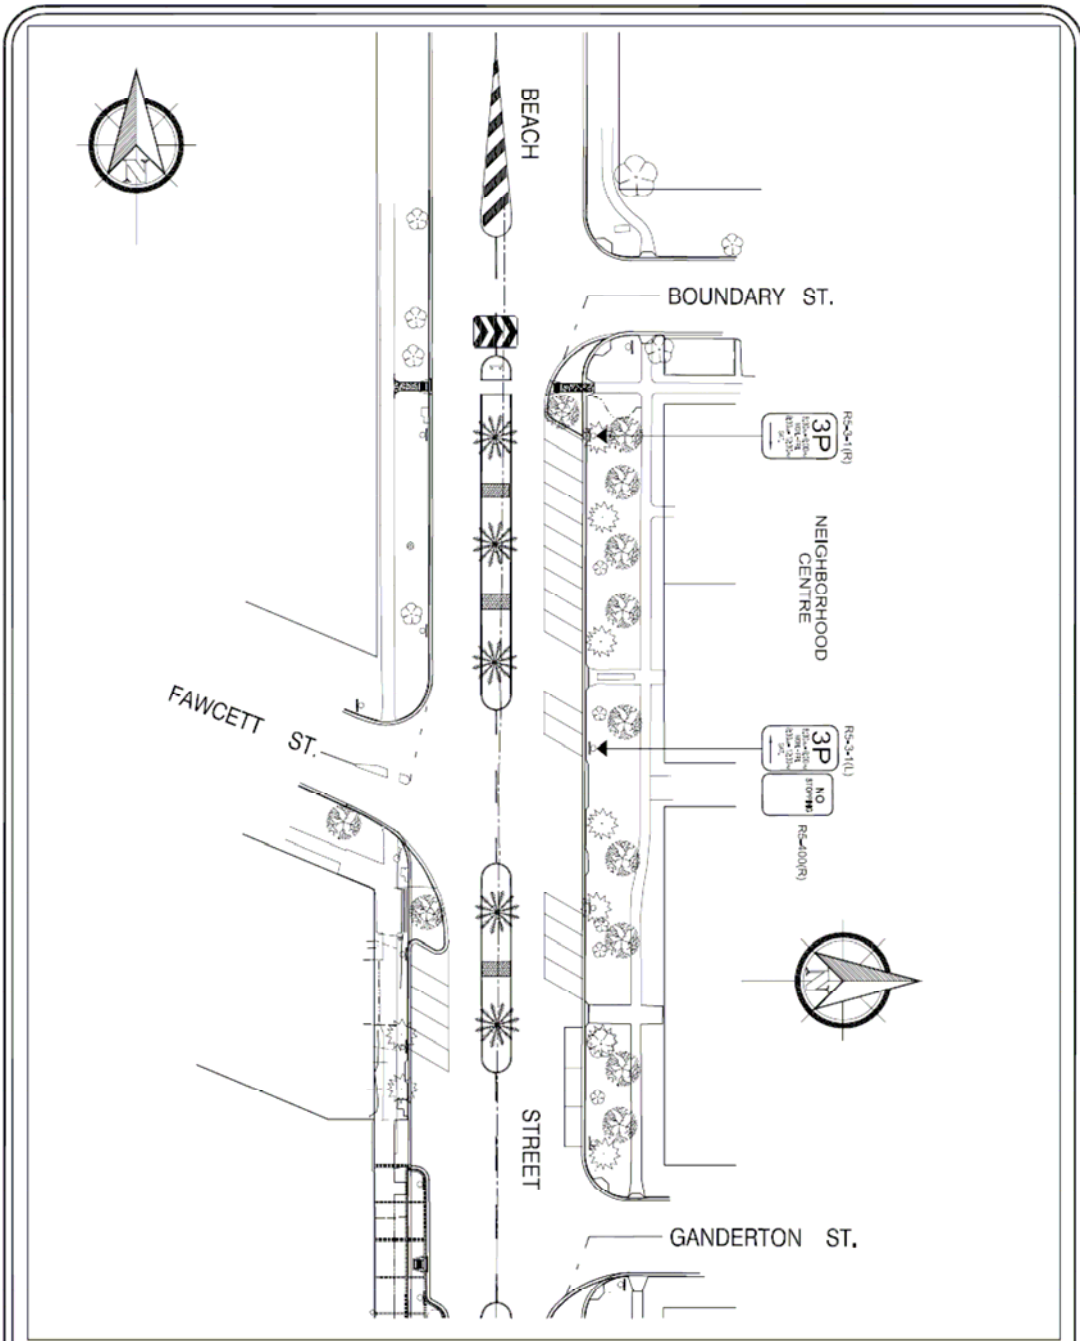 N
BEACH
BOUNDARY ST.
R5-3-1(R)
3P
NEIGHBORHOOD
CENTRE
FAWCETT ST.
R5-3-1(L)
3P
NO
STOPPING
R5-400(R)
N
STREET
GANDERTON ST.